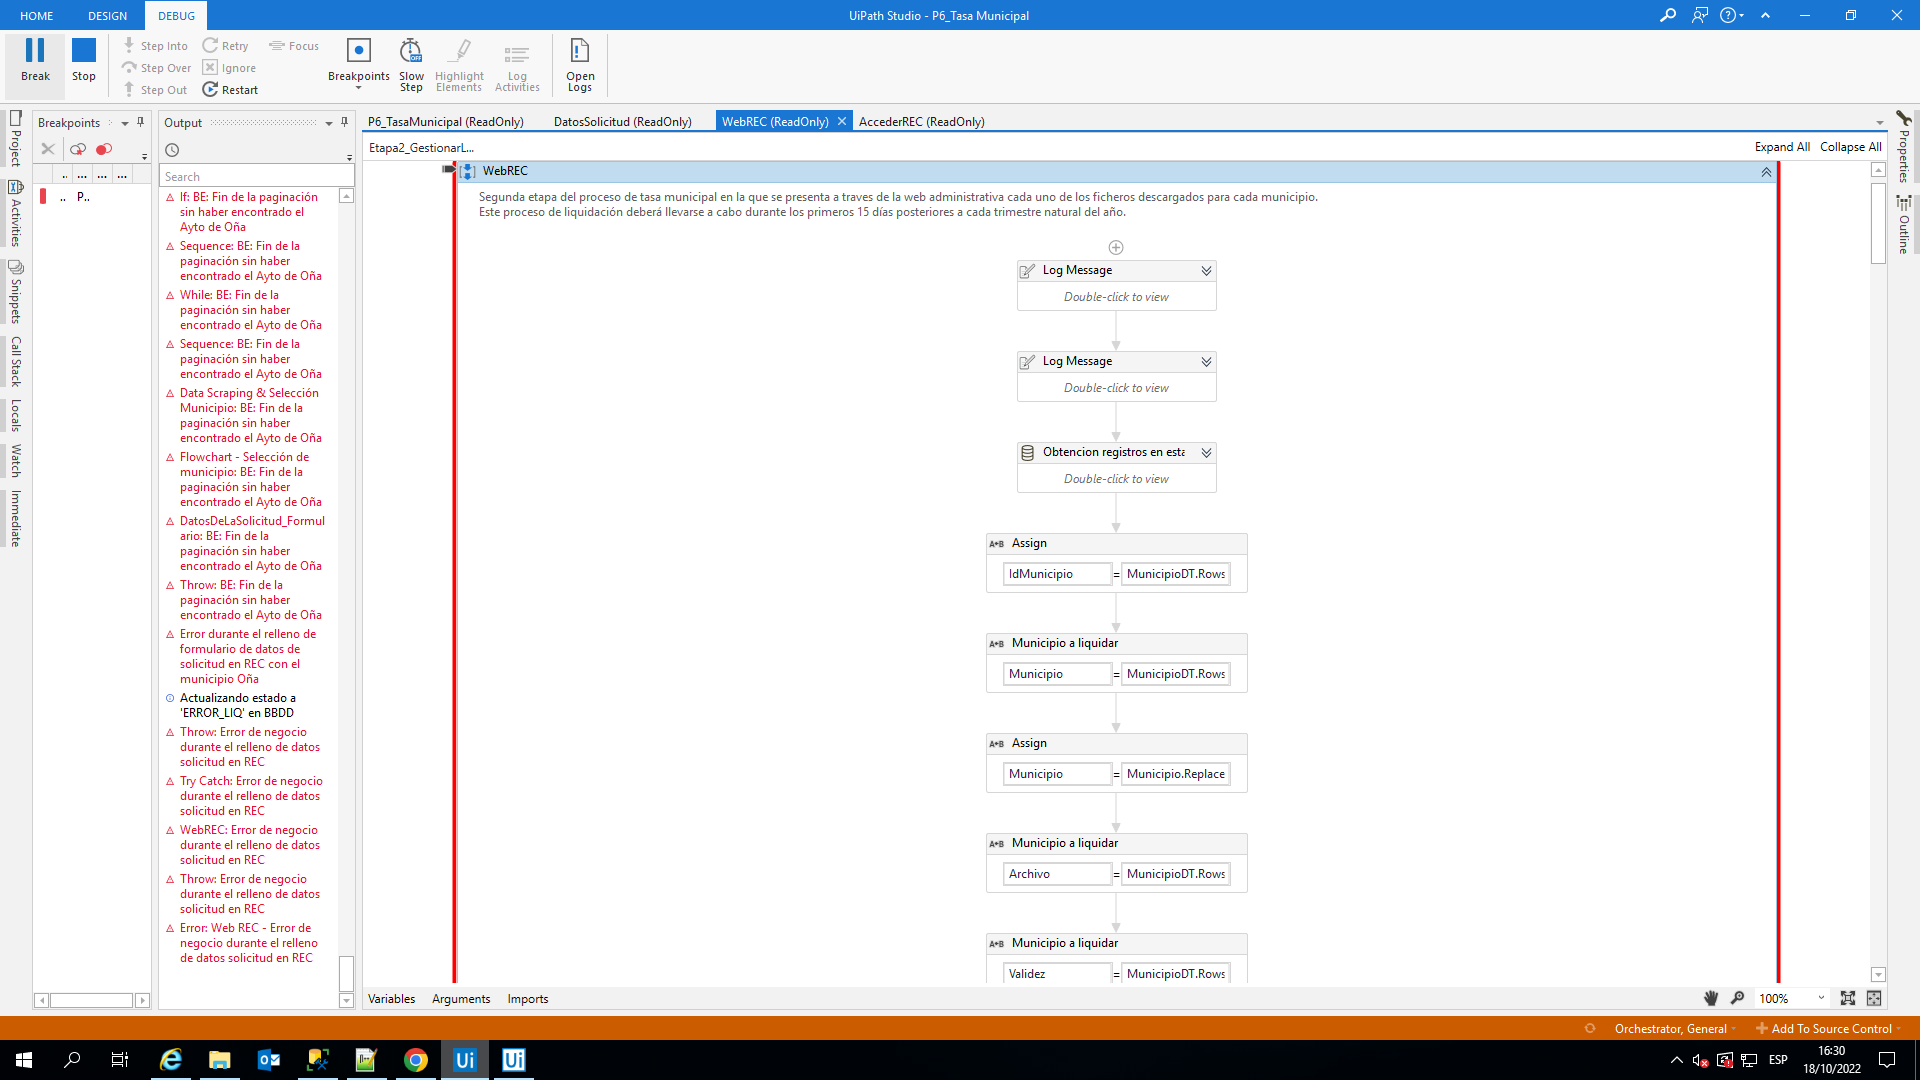 HOME
DESIGN
DEBUG
UiPath Studio - P6_Tasa Municipal
Break
Stop
Step Into
Step Over
Step Out
Retry
Ignore
Restart
Focus
Breakpoints
Slow
Step
Highlight
Elements
Log
Activities
Open
Logs
Project
Activities
Snippets
Call Stack
Locals
Watch
Immediate
Breakpoints
.. ... ... ...
.. P..
Output
Search
If: BE: Fin de la paginación
sin haber encontrado el
Ayto de Oña
Sequence: BE: Fin de la
paginación sin haber
encontrado el Ayto de Oña
While: BE: Fin de la
paginación sin haber
encontrado el Ayto de Oña
Sequence: BE: Fin de la
paginación sin haber
encontrado el Ayto de Oña
Data Scraping & Selección
Municipio: BE: Fin de la
paginación sin haber
encontrado el Ayto de Oña
Flowchart - Selección de
municipio: BE: Fin de la
paginación sin haber
encontrado el Ayto de Oña
DatosDeLaSolicitud_Formul
ario: BE: Fin de la
paginación sin haber
encontrado el Ayto de Oña
Throw: BE: Fin de la
paginación sin haber
encontrado el Ayto de Oña
Error durante el relleno de
formulario de datos de
solicitud en REC con el
municipio Oña
Actualizando estado a
'ERROR_LIQ' en BBDD
Throw: Error de negocio
durante el relleno de datos
solicitud en REC
Try Catch: Error de negocio
durante el relleno de datos
solicitud en REC
WebREC: Error de negocio
durante el relleno de datos
solicitud en REC
Throw: Error de negocio
durante el relleno de datos
solicitud en REC
Error: Web REC - Error de
negocio durante el relleno
de datos solicitud en REC
P6_TasaMunicipal (ReadOnly)
DatosSolicitud (ReadOnly)
WebREC (ReadOnly)
AccederREC (ReadOnly)
Etapa2_GestionarL...
Expand All
Collapse All
WebREC
Segunda etapa del proceso de tasa municipal en la que se presenta a traves de la web administrativa cada uno de los ficheros descargados para cada municipio.
Este proceso de liquidación deberá llevarse a cabo durante los primeros 15 días posteriores a cada trimestre natural del año.
Log Message
Double-click to view
Log Message
Double-click to view
Obtencion registros en esta
Double-click to view
A+B Assign
IdMunicipio = MunicipioDT.Rows
A+B Municipio a liquidar
Municipio = MunicipioDT.Rows
A+B Assign
Municipio = Municipio.Replace
A+B Municipio a liquidar
Archivo = MunicipioDT.Rows
A+B Municipio a liquidar
Validez = MunicipioDT.Rows
Variables
Arguments
Imports
100%
Properties
Outline
Orchestrator, General
Add To Source Control
Ui
Ui
ESP
16:30
18/10/2022